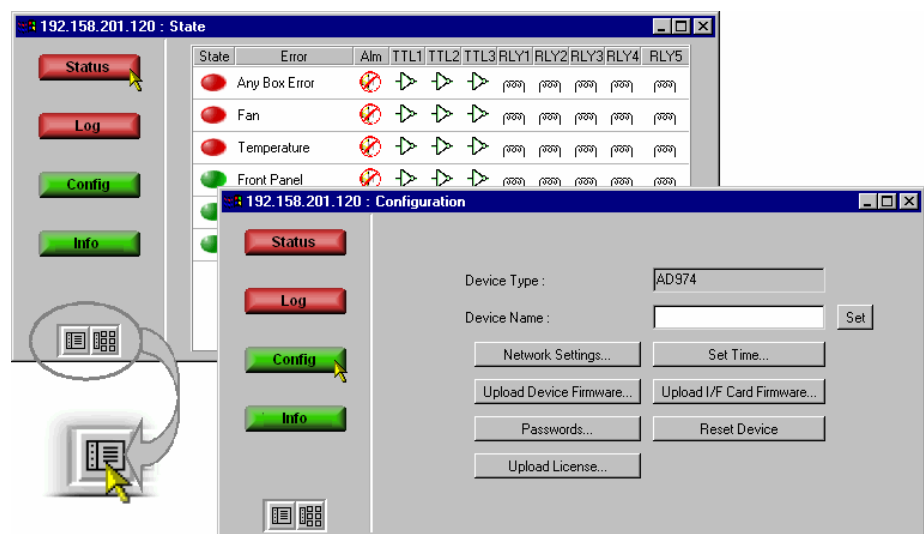 192.158.201.120 : State
Status
Log
Config
Info
State Error Alm TTL1 TTL2 TTL3 RLY1 RLY2 RLY3 RLY4 RLY5
Any Box Error
Fan
Temperature
Front Panel
192.158.201.120 : Configuration
Status
Log
Config
Info
Device Type : AD974
Device Name : Set
Network Settings... Set Time...
Upload Device Firmware... Upload I/F Card Firmware...
Passwords... Reset Device
Upload License...